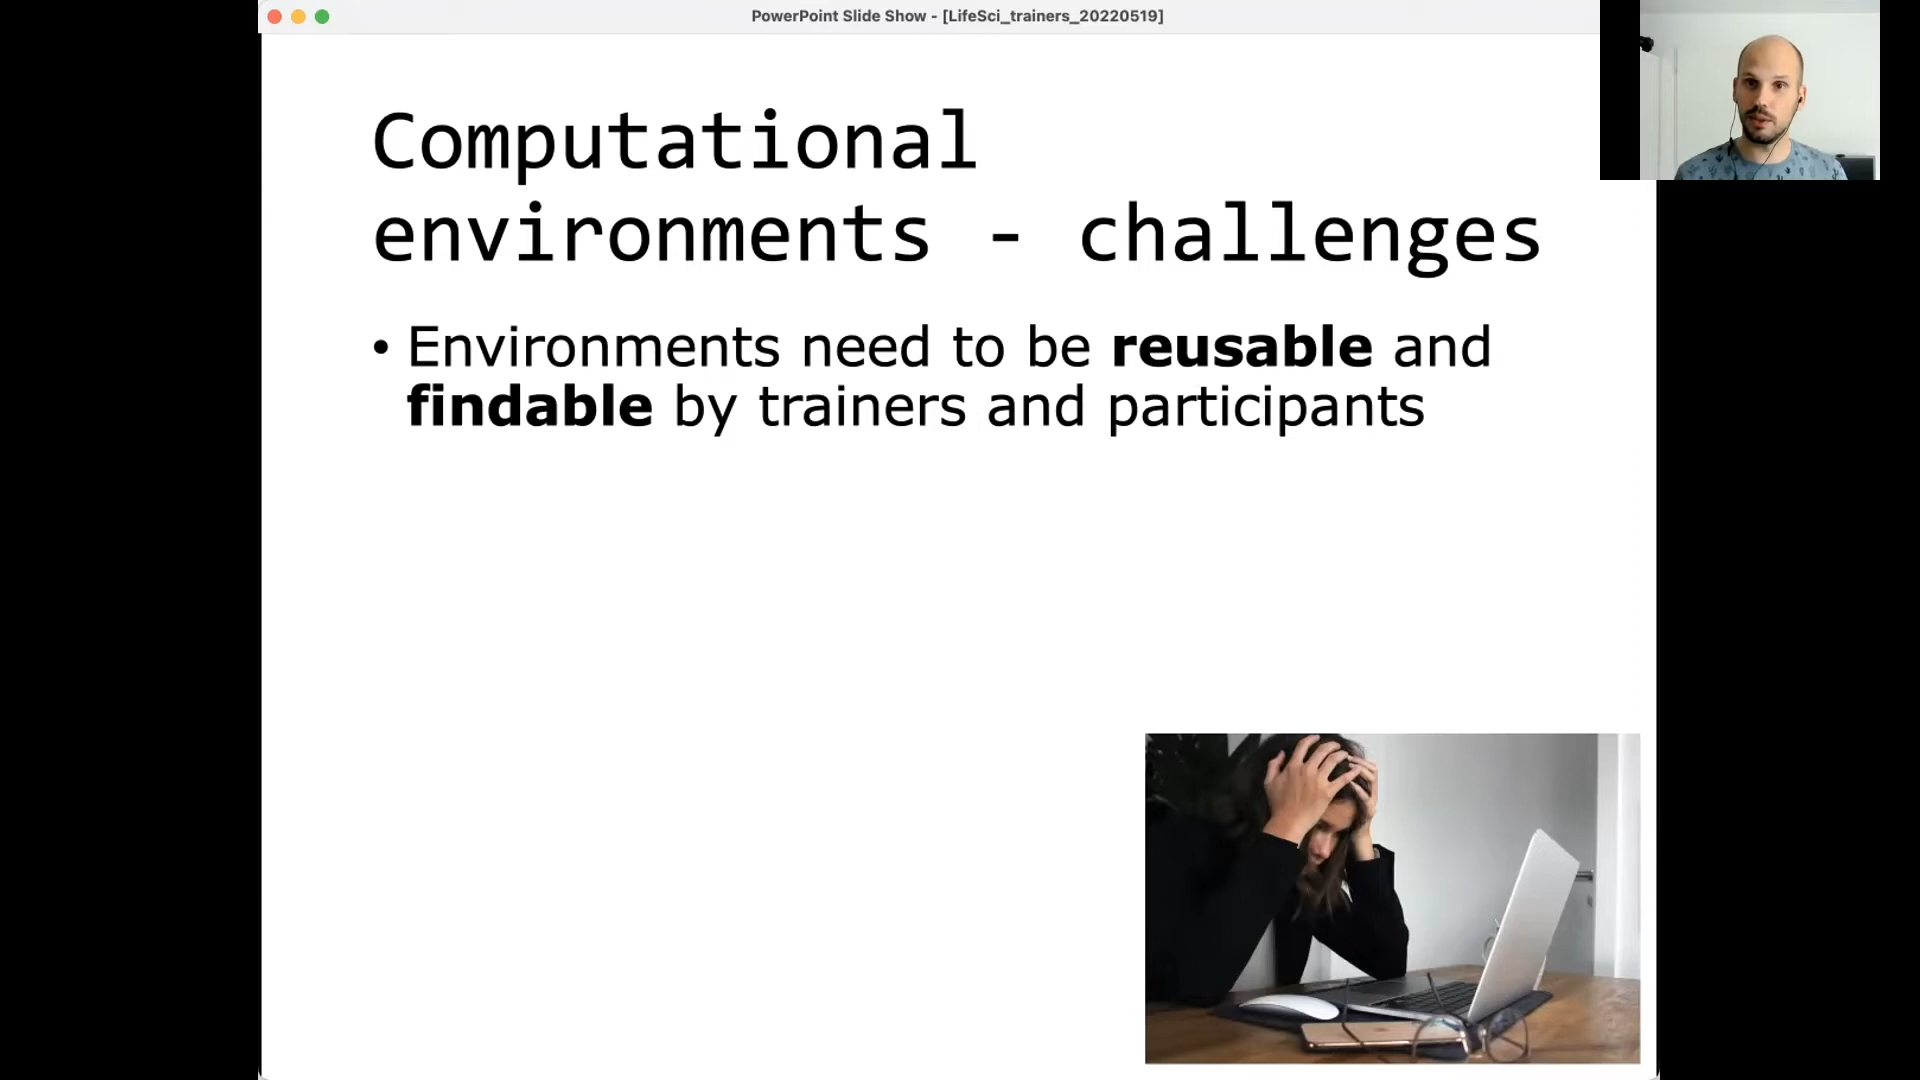 PowerPoint Slide Show - [LifeSci_trainers_20220519]
Computational
environments - challenges
• Environments need to be reusable and
findable by trainers and participants